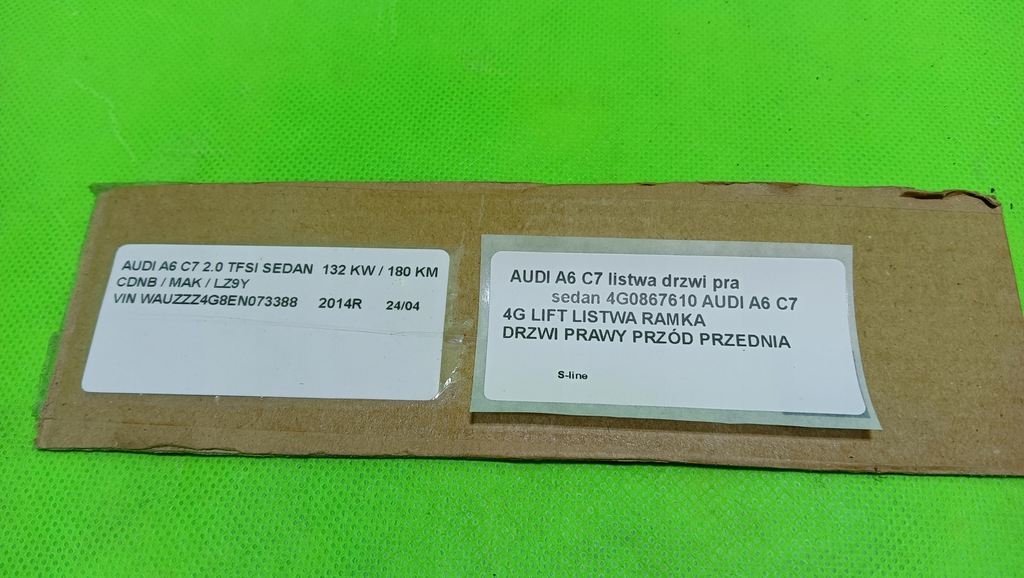 AUDI A6 C7 2.0 TFSI SEDAN 132 KW / 180 KM
CDNB / MAK / LZ9Y
VIN WAUZZZ4G8EN073388 2014R 24/04
AUDI A6 C7 listwa drzwi pra
sedan 4G0867610 AUDI A6 C7
4G LIFT LISTWA RAMKA
DRZWI PRAWY PRZÓD PRZEDNIA
S-line